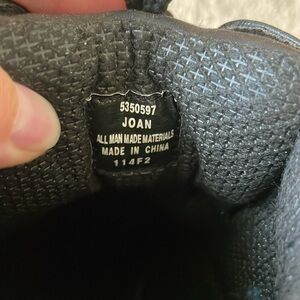 5350597
JOAN
ALL MAN MADE MATERIALS
MADE IN CHINA
114F2